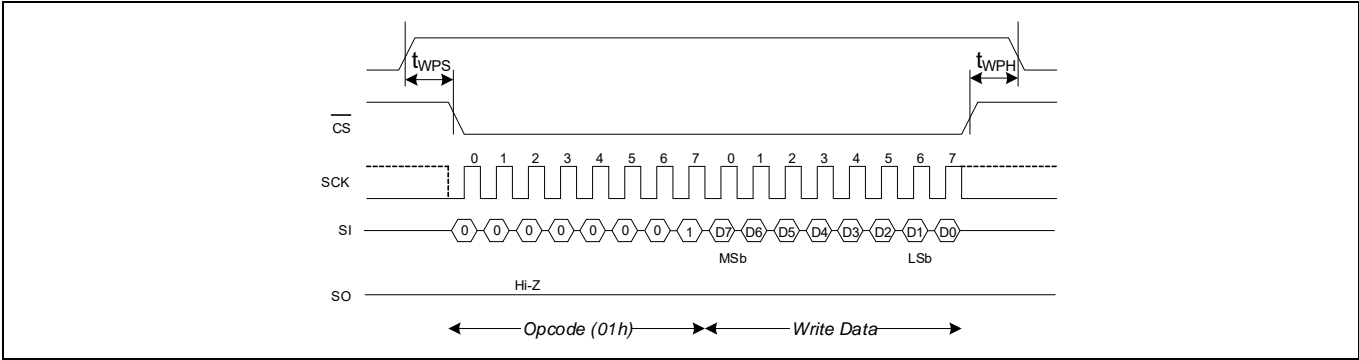 tWPS
tWPH
CS
SCK
0 1 2 3 4 5 6 7 0 1 2 3 4 5 6 7
SI
0 0 0 0 0 0 0 1 D7 D6 D5 D4 D3 D2 D1 D0
MSb LSb
Hi-Z
SO
Opcode (01h) Write Data